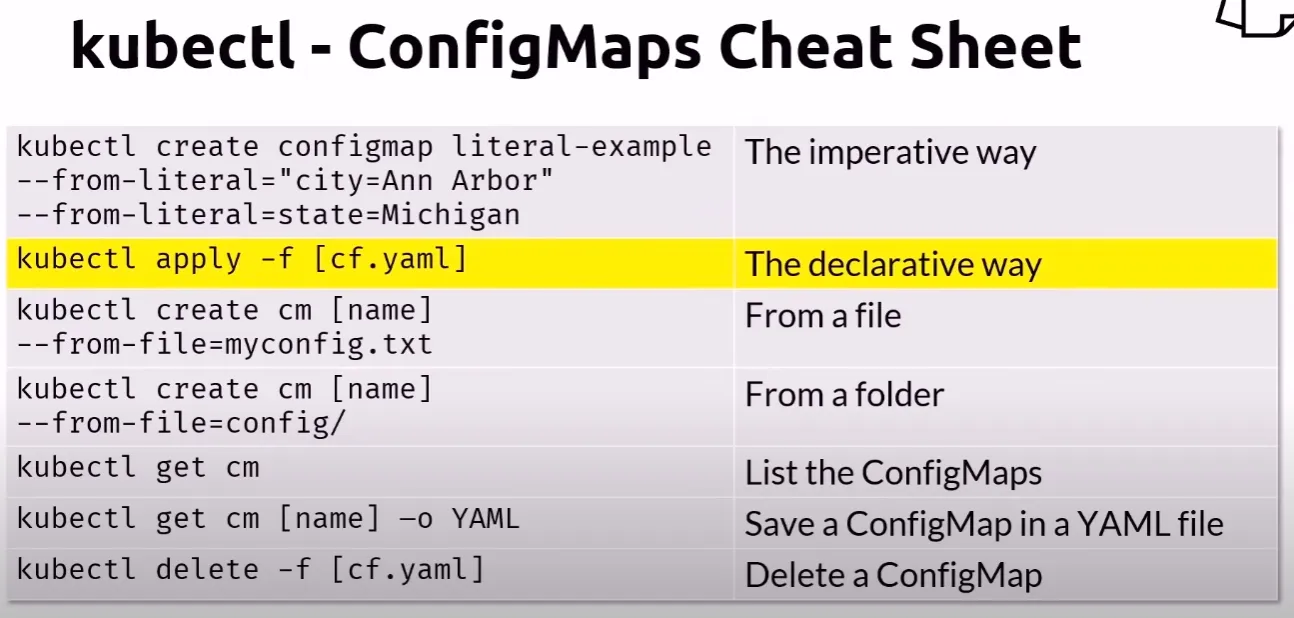 kubectl - ConfigMaps Cheat Sheet
kubectl create configmap literal-example
--from-literal="city=Ann Arbor"
--from-literal=state=Michigan
The imperative way
kubectl apply -f [cf.yaml]
The declarative way
kubectl create cm [name]
--from-file=myconfig.txt
From a file
kubectl create cm [name]
--from-file=config/
From a folder
kubectl get cm
List the ConfigMaps
kubectl get cm [name] –o YAML
Save a ConfigMap in a YAML file
kubectl delete -f [cf.yaml]
Delete a ConfigMap